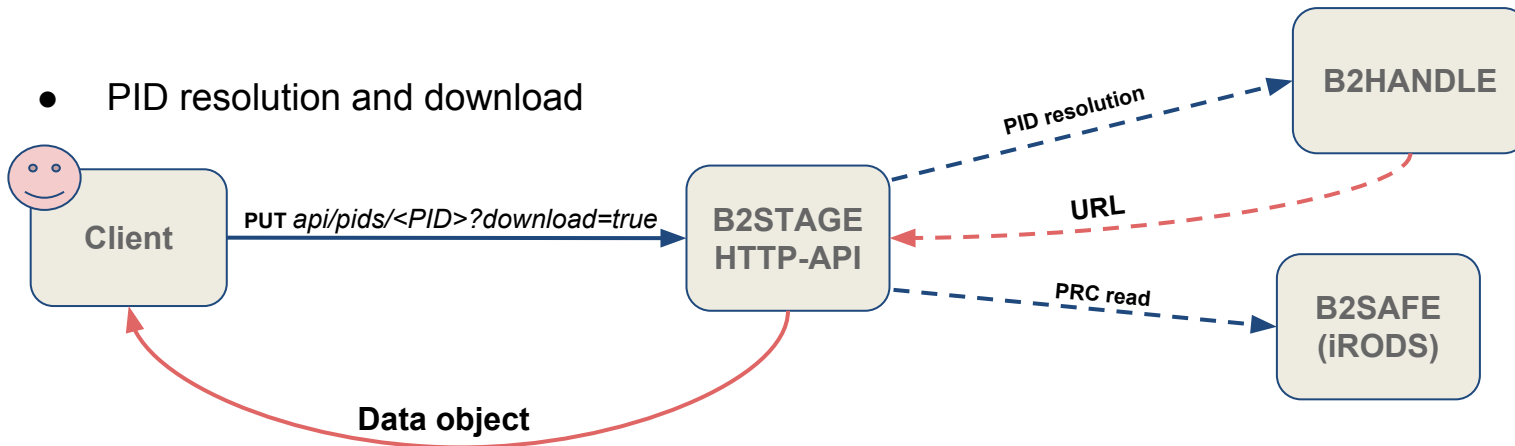 ● PID resolution and download
Client
PUT api/pids/<PID>?download=true
B2STAGE
HTTP-API
PID resolution
B2HANDLE
URL
PRC read
B2SAFE
(iRODS)
Data object